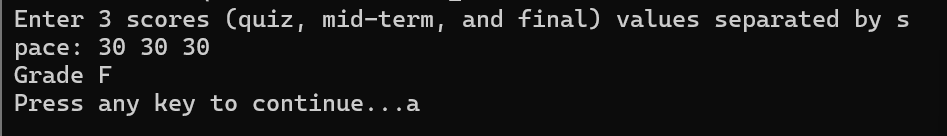 Enter 3 scores (quiz, mid-term, and final) values separated by s
pace: 30 30 30
Grade F
Press any key to continue...a